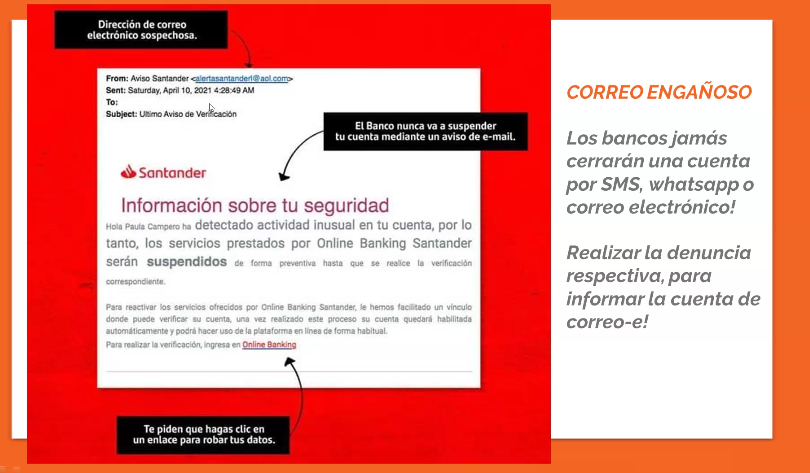 Dirección de correo
electrónico sospechosa.
From: Aviso Santander <alertasantanderl@aol.com>
Sent: Saturday, April 10, 2021 4:28:49 AM
To:
Subject: Ultimo Aviso de Verificación
El Banco nunca va a suspender
tu cuenta mediante un aviso de e-mail.
Santander
Información sobre tu seguridad
Hola Paula Campero ha detectado actividad inusual en tu cuenta, por lo
tanto, los servicios prestados por Online Banking Santander
serán suspendidos de forma preventiva hasta que se realice la verificación
correspondiente.
Para reactivar los servicios ofrecidos por Online Banking Santander, le hemos facilitado un vínculo
donde puede verificar su cuenta, una vez realizado este proceso su cuenta quedará habilitada
automáticamente y podrá hacer uso de la plataforma en línea de forma habitual.
Para realizar la verificación, ingresa en Online Banking
Te piden que hagas clic en
un enlace para robar tus datos.
CORREO ENGAÑOSO
Los bancos jamás
cerrarán una cuenta
por SMS, whatsapp o
correo electrónico!
Realizar la denuncia
respectiva, para
informar la cuenta de
correo-e!